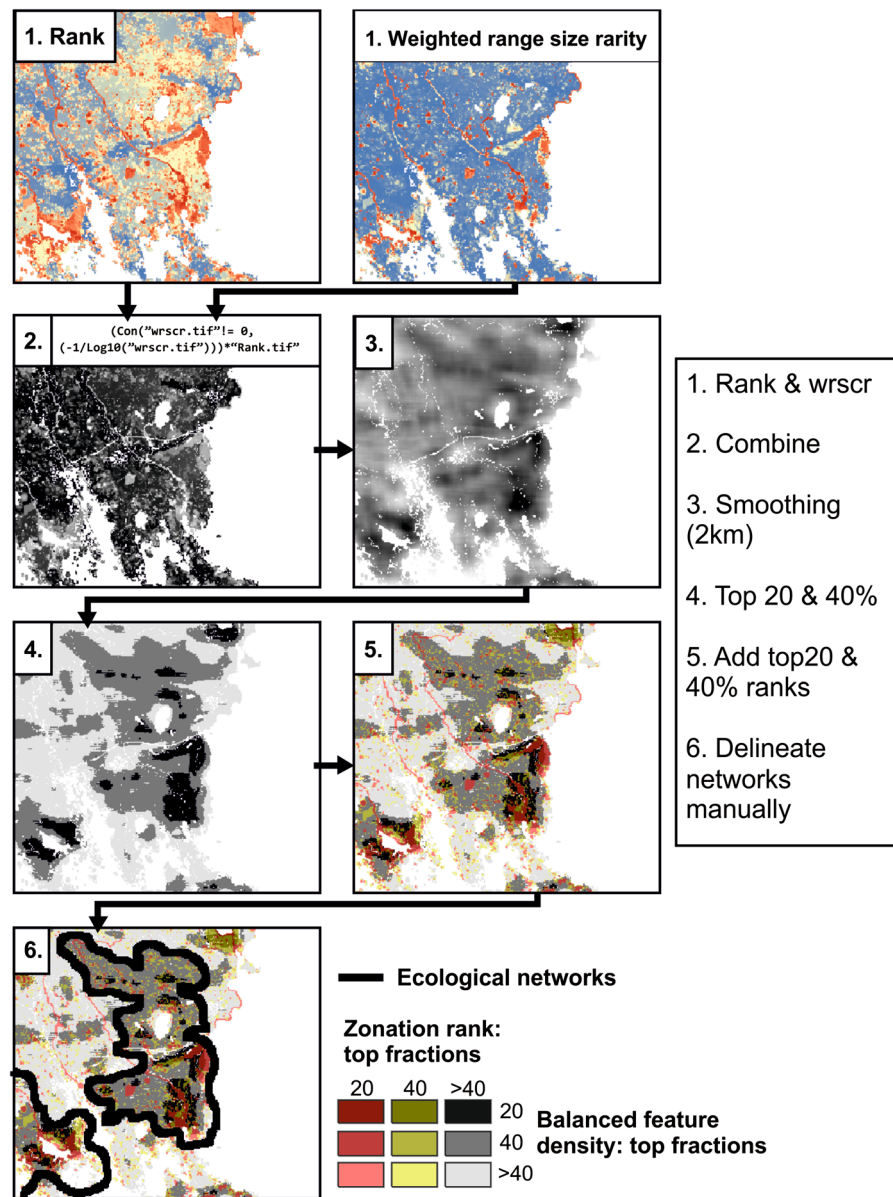 1. Rank
1. Weighted range size rarity
2.
(Con("wrscr.tif"!= 0,
(-1/Log10("wrscr.tif")))*“Rank.tif”
3.
1. Rank & wrscr
2. Combine
3. Smoothing
(2km)
4. Top 20 & 40%
5. Add top20 &
40% ranks
6. Delineate
networks
manually
4.
5.
6.
Ecological networks
Zonation rank:
top fractions
20 40 >40
20
40
>40
Balanced feature
density: top fractions